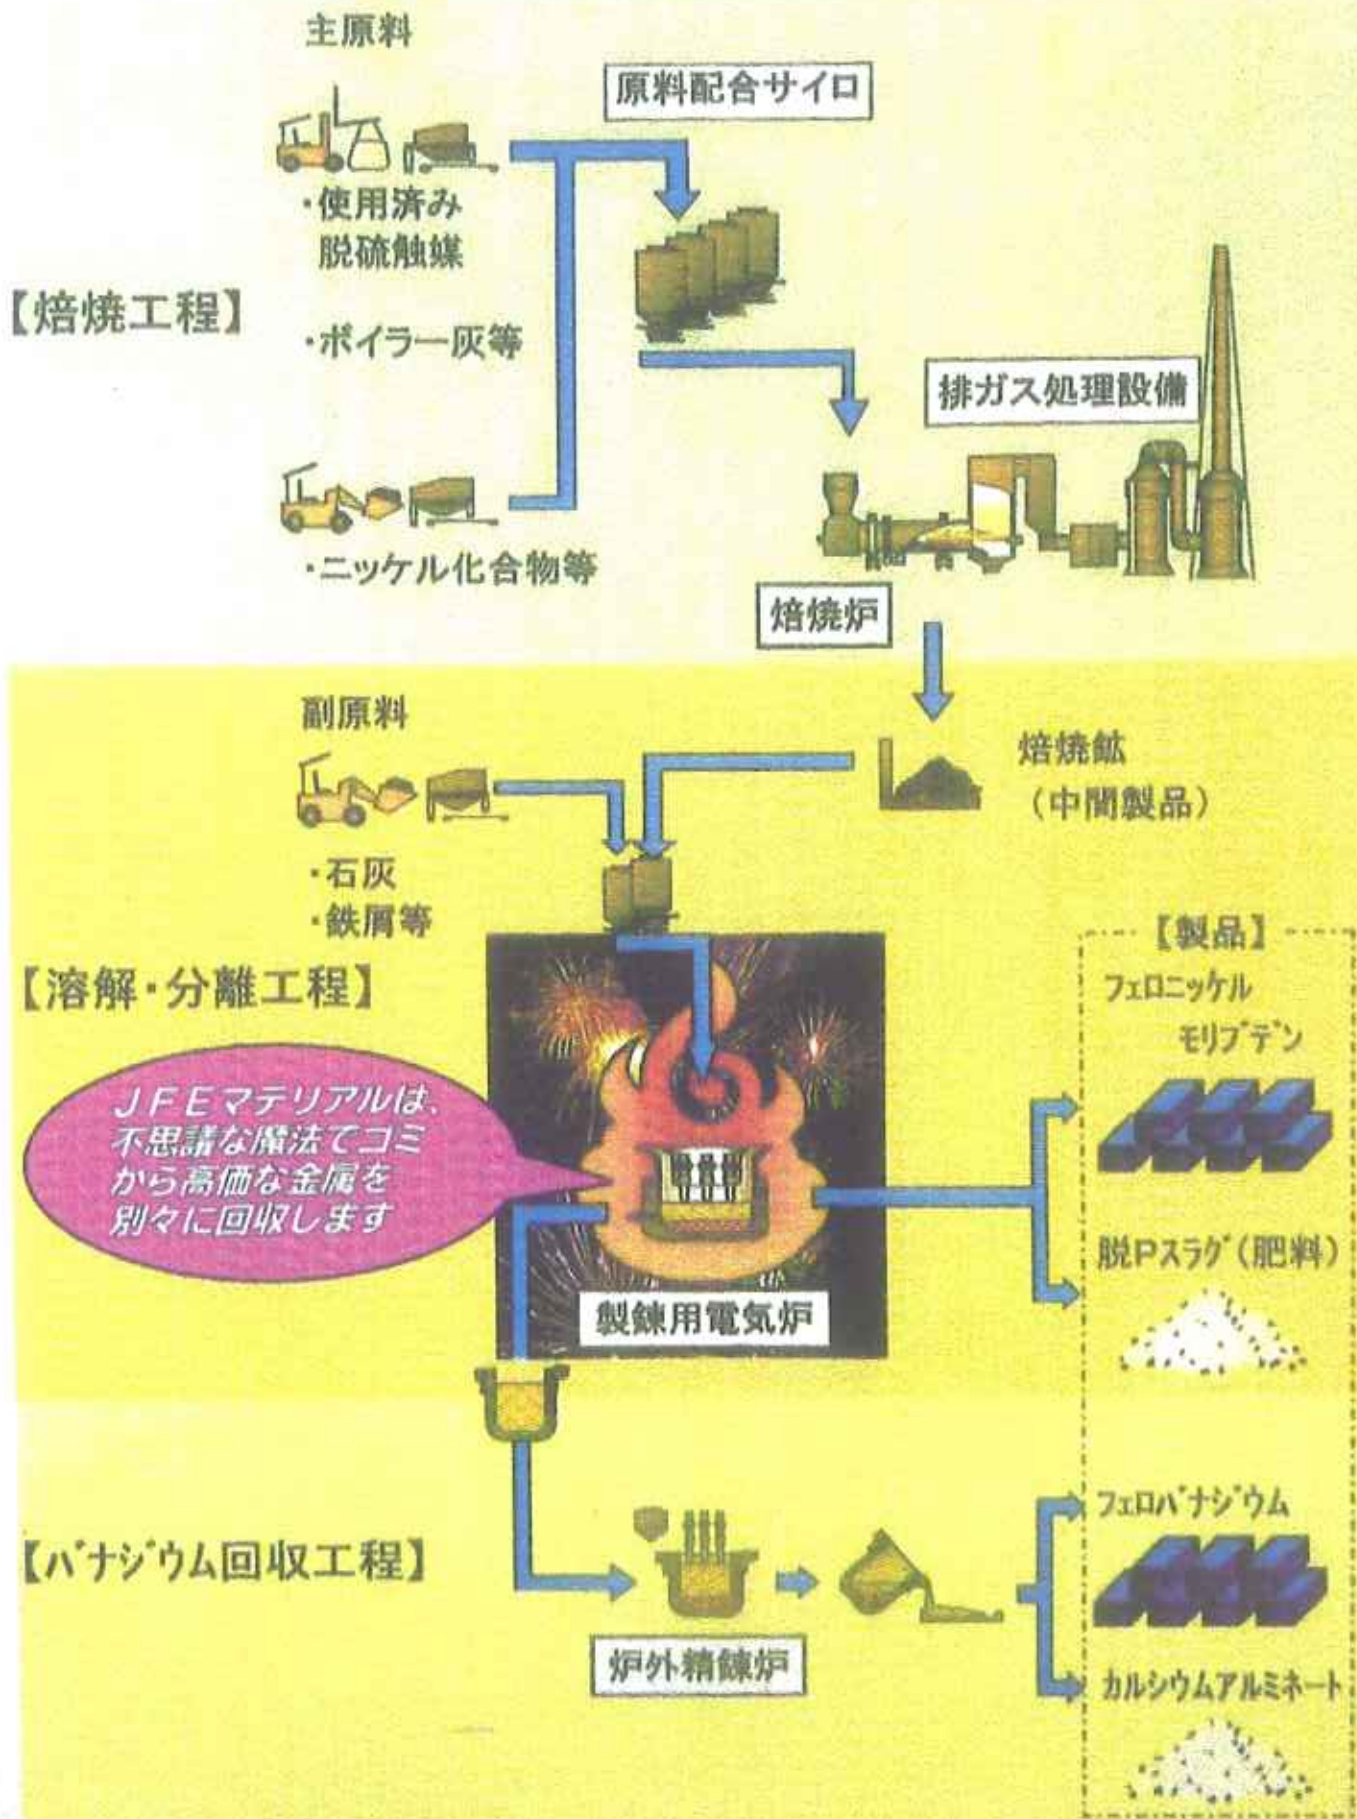 主原料
原料配合サイロ
・使用済み
脱硫触媒
【焙焼工程】
・ボイラー灰等
排ガス処理設備
・ニッケル化合物等
焙焼炉
副原料
焙焼鉱
（中間製品）
・石灰
・鉄屑等
【製品】
【溶解・分離工程】
フェロニッケル
モリブデン
ＪＦＥマテリアルは、
不思議な魔法でゴミ
から高価な金属を
別々に回収します
脱Pスラグ（肥料）
製錬用電気炉
フェロバナジウム
【バナジウム回収工程】
炉外精錬炉
カルシウムアルミネート